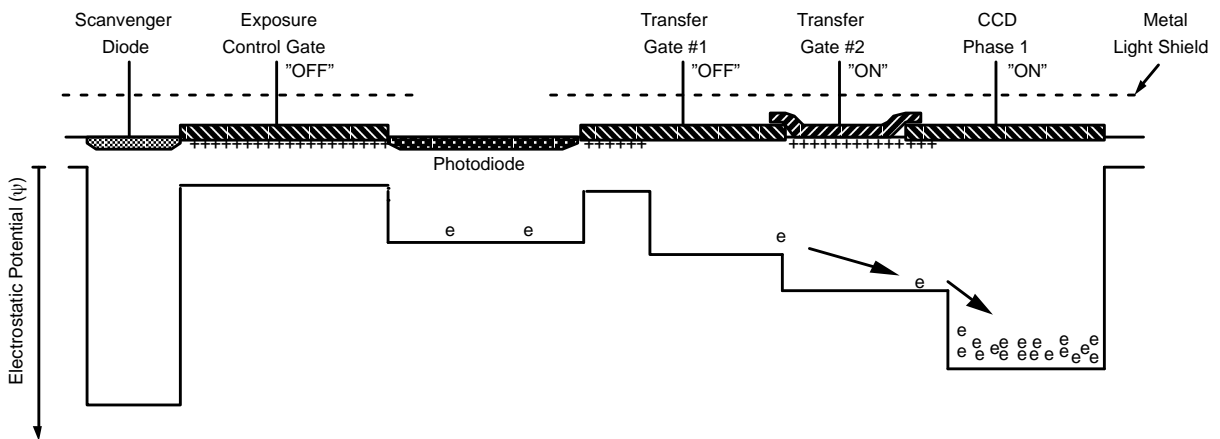 Scanvenger
Diode
Exposure
Control Gate
"OFF"
Transfer
Gate #1
"OFF"
Transfer
Gate #2
"ON"
CCD
Phase 1
"ON"
Metal
Light Shield
++++++++++++++++++++
++++++
++++++++++++++
Photodiode
Electrostatic Potential (ψ)
e e
e
e
e e e e e e e e e e e e e e e e e